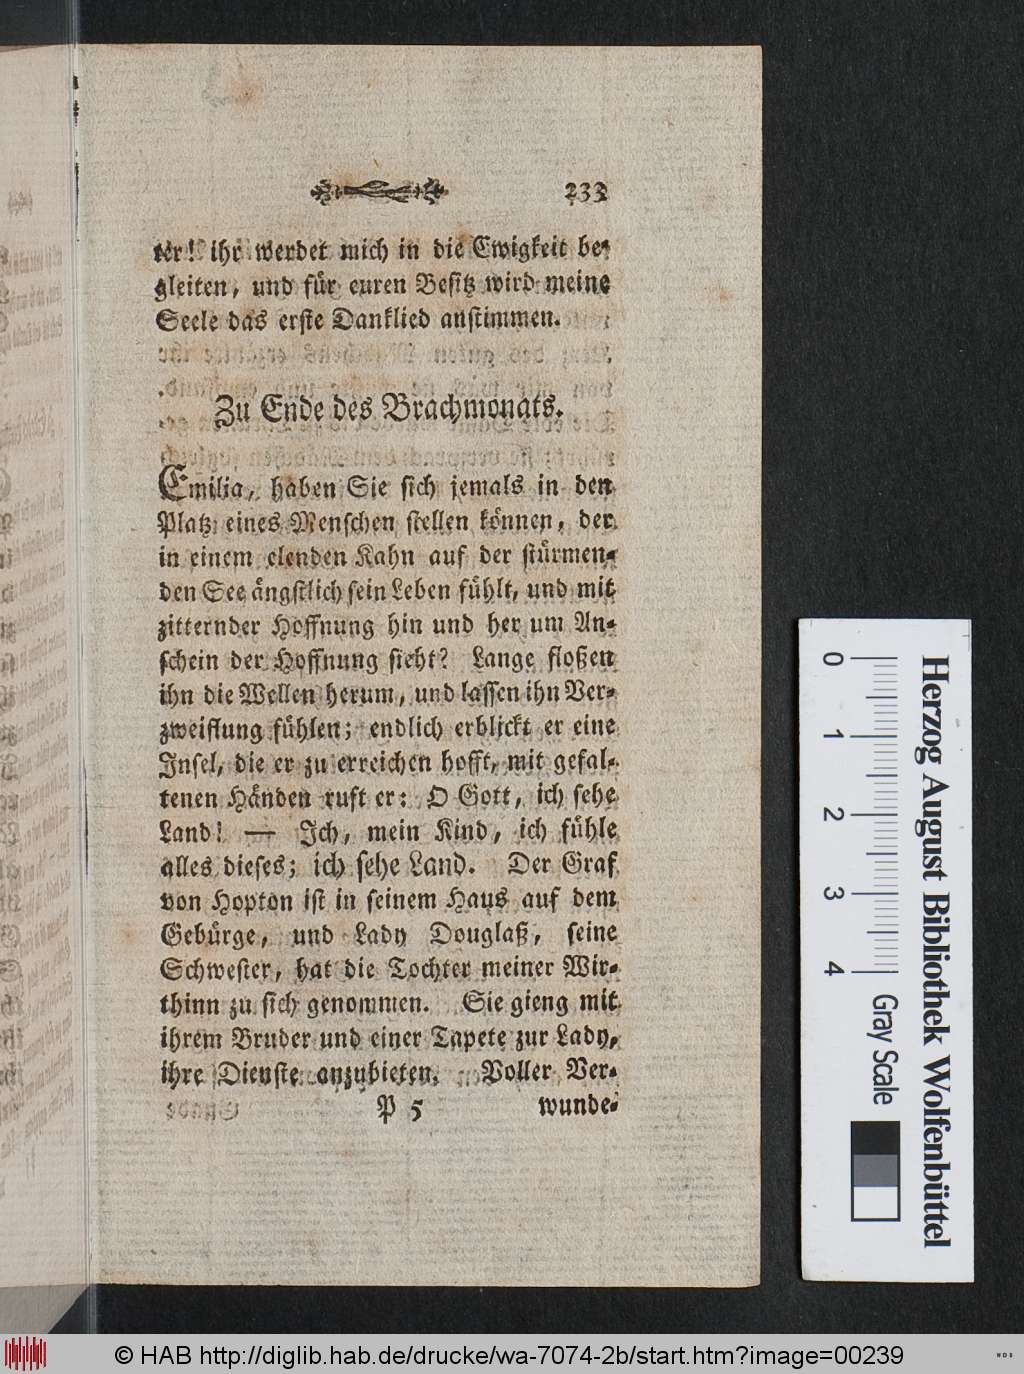 233
ter! ihr werdet mich in die Ewigkeit be-
gleiten, und für euren Besitz wird meine
Seele das erste Danklied anstimmen.
Zu Ende des Brachmonats.
Emilia, haben Sie sich jemals in den
Platz eines Menschen stellen können, der
in einem elenden Kahn auf der stürmen-
den See ängstlich sein Leben fühlt, und mit
zitternder Hoffnung hin und her um An-
schein der Hoffnung sieht? Lange floßen
ihn die Wellen herum, und lassen ihn Ver-
zweiflung fühlen; endlich erblickt er eine
Insel, die er zu erreichen hofft, mit gefal-
tenen Händen ruft er: O Gott, ich sehe
Land! — Ich, mein Kind, ich fühle
alles dieses; ich sehe Land. Der Graf
von Hopton ist in seinem Haus auf dem
Gebürge, und Lady Douglaß, seine
Schwester, hat die Tochter meiner Wir-
thinn zu sich genommen. Sie gieng mit
ihrem Bruder und einer Tapete zur Lady,
ihre Dienste anzubieten. Voller Ver-
P 5 wunde-
0 1 2 3 4 Gray Scale
Herzog August Bibliothek Wolfenbüttel
© HAB http://diglib.hab.de/drucke/wa-7074-2b/start.htm?image=00239